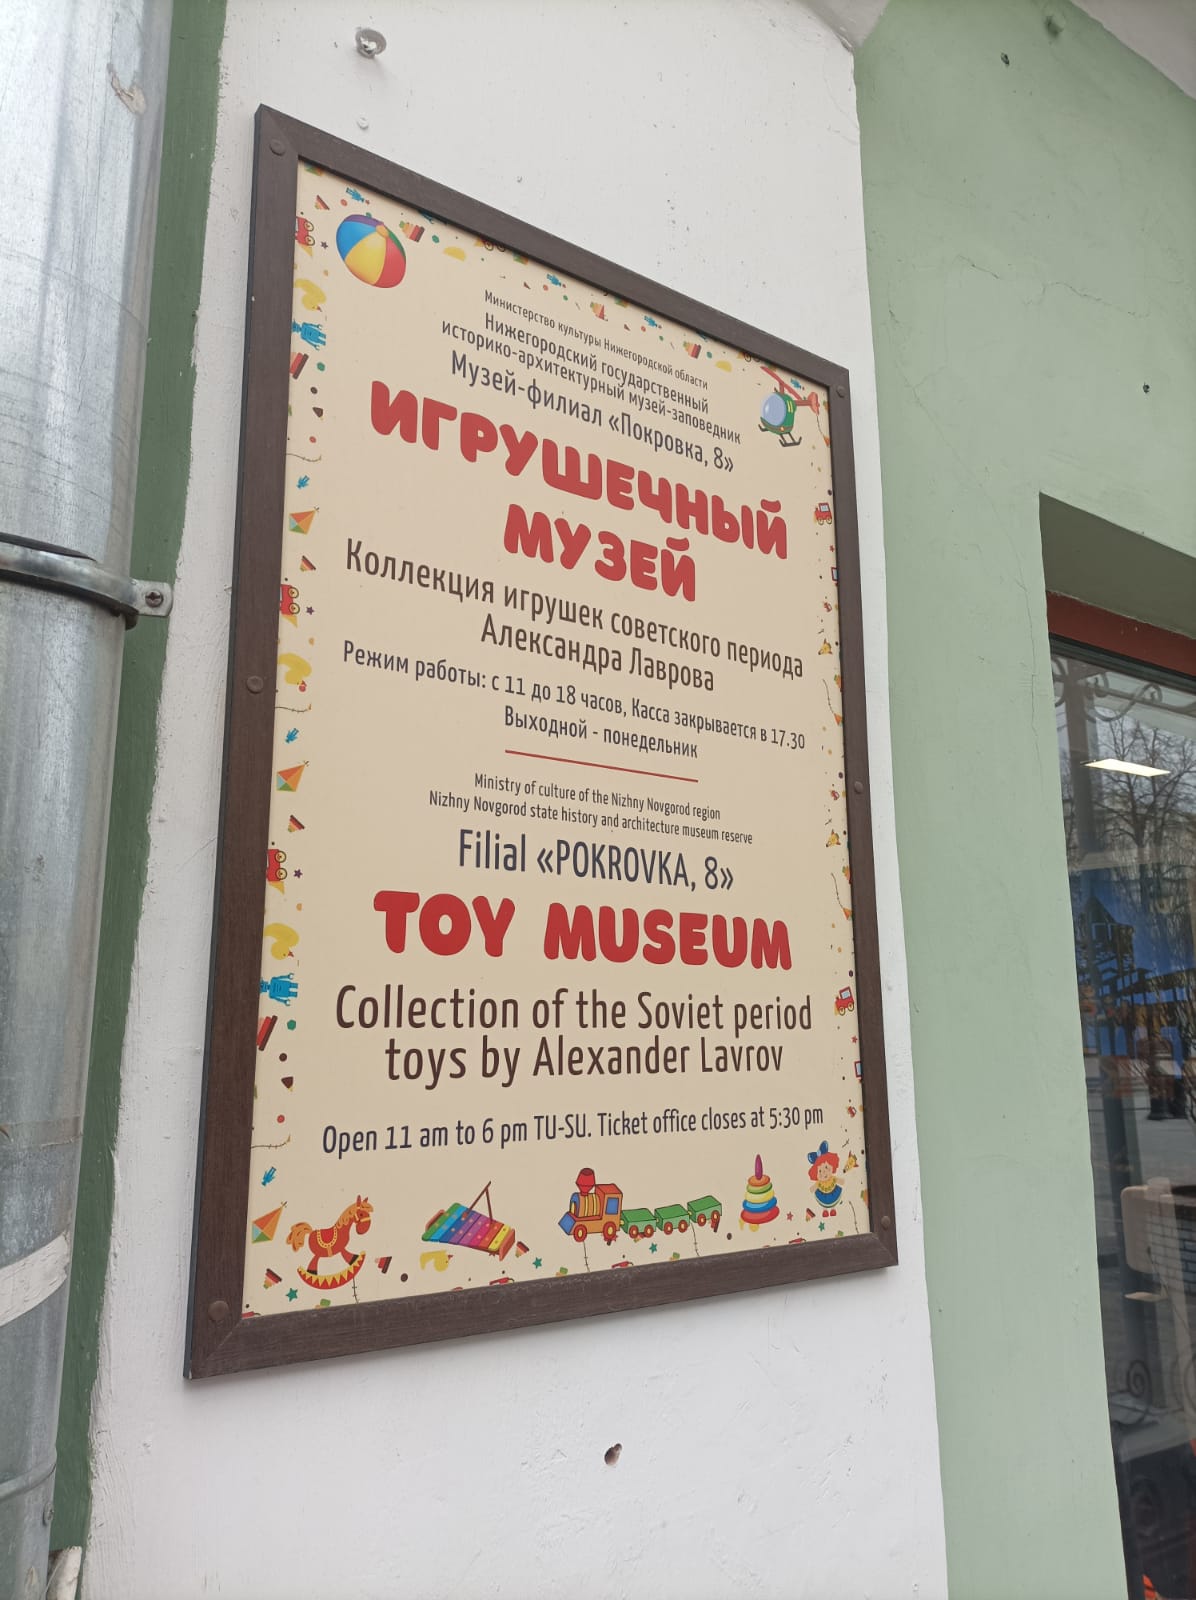 Министерство культуры Нижегородской области
Нижегородский государственный
историко-архитектурный музей-заповедник
Музей-филиал «Покровка, 8»
ИГРУШЕЧНЫЙ
МУЗЕЙ
Коллекция игрушек советского периода
Александра Лаврова
Режим работы: с 11 до 18 часов, Касса закрывается в 17.30
Выходной - понедельник
Ministry of culture of the Nizhny Novgorod region
Nizhny Novgorod state history and architecture museum reserve
Filial «POKROVKA, 8»
TOY MUSEUM
Collection of the Soviet period
toys by Alexander Lavrov
Open 11 am to 6 pm TU-SU. Ticket office closes at 5:30 pm